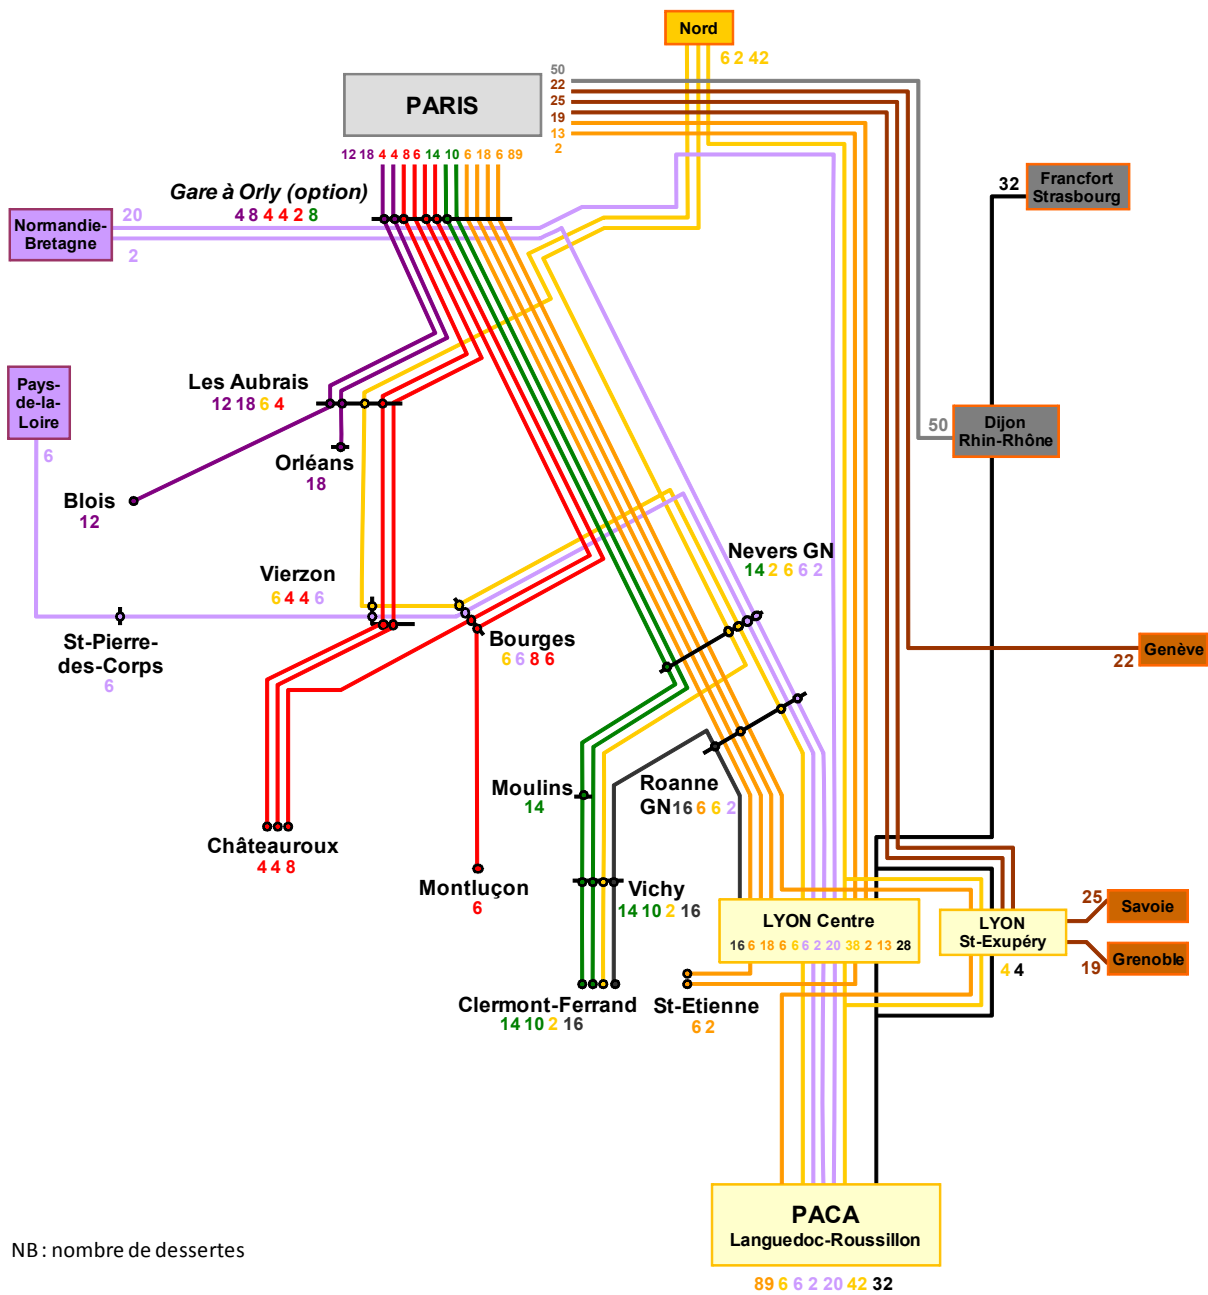 Nord
6 2 42
50
22
25
19
13
2
PARIS
12 18 4 4 8 6 14 10 6 18 6 89
Gare à Orly (option)
4 8 4 4 2 8
Francfort
Strasbourg
32
Normandie-
Bretagne
20
2
Pays-
de-la-
Loire
6
Les Aubrais
12 18 6 4
Dijon
Rhin-Rhône
50
Orléans
18
Blois
12
Nevers GN
14 2 6 6 2
Vierzon
6 4 4 6
St-Pierre-
des-Corps
6
Bourges
6 6 8 6
Genève
22
Moulins
14
Roanne
GN 16 6 6 2
Châteauroux
4 4 8
Montluçon
6
Vichy
14 10 2 16
LYON Centre
16 6 18 6 6 6 2 20 38 2 13 28
LYON
St-Exupéry
4 4
25
Savoie
19
Grenoble
Clermont-Ferrand
14 10 2 16
St-Etienne
6 2
PACA
Languedoc-Roussillon
89 6 6 2 20 42 32
NB : nombre de dessertes